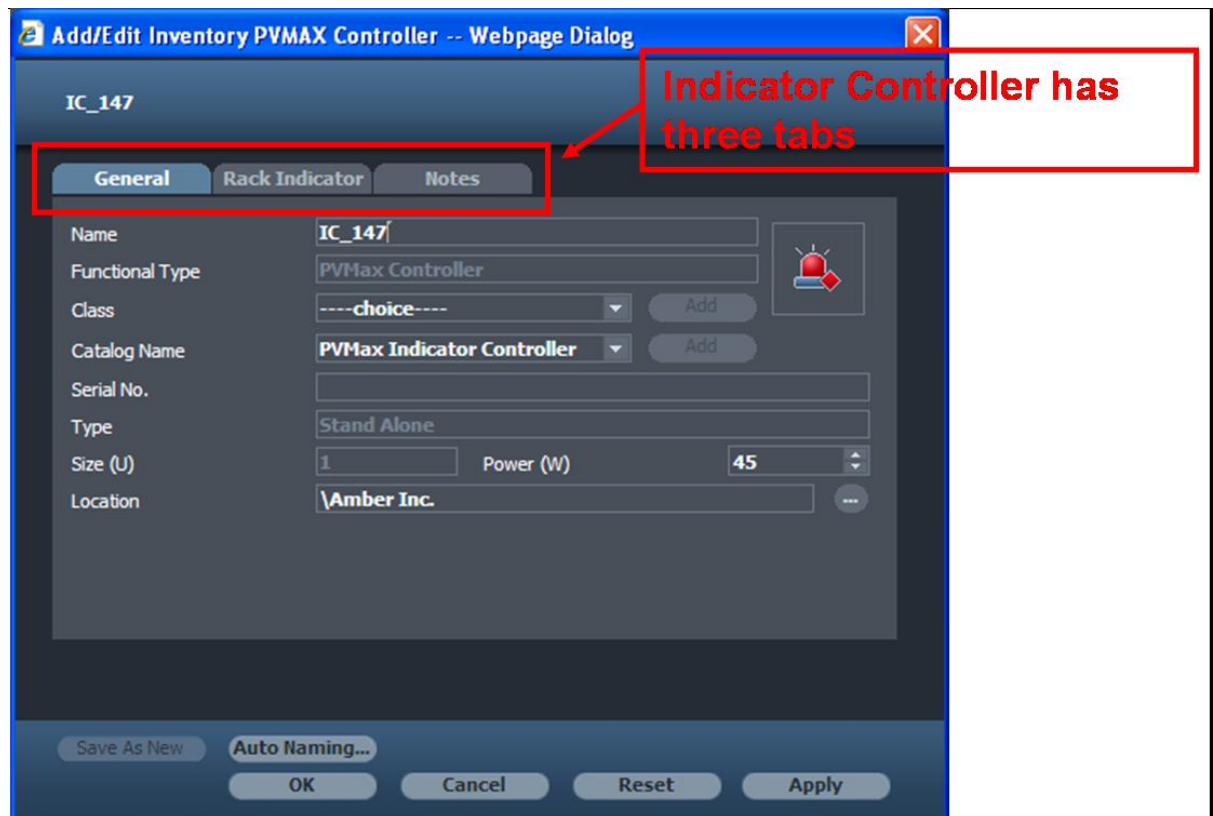 Add/Edit Inventory PVMAX Controller -- Webpage Dialog
Indicator Controller has
three tabs
IC_147
General Rack Indicator Notes
Name IC_147
Functional Type PVMax Controller
Class ----choice---- Add
Catalog Name PVMax Indicator Controller Add
Serial No.
Type Stand Alone
Size (U) 1 Power (W) 45
Location \Amber Inc. ...
Save As New Auto Naming...
OK Cancel Reset Apply